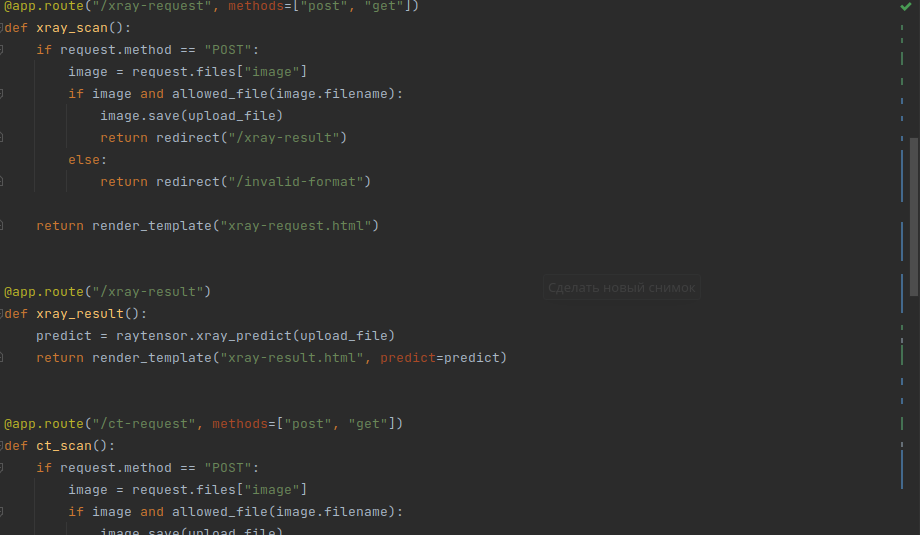 @app.route("/xray-request", methods=["post", "get"])
def xray_scan():
    if request.method == "POST":
        image = request.files["image"]
        if image and allowed_file(image.filename):
            image.save(upload_file)
            return redirect("/xray-result")
        else:
            return redirect("/invalid-format")
    return render_template("xray-request.html")
Сделать новый снимок
@app.route("/xray-result")
def xray_result():
    predict = raytensor.xray_predict(upload_file)
    return render_template("xray-result.html", predict=predict)
@app.route("/ct-request", methods=["post", "get"])
def ct_scan():
    if request.method == "POST":
        image = request.files["image"]
        if image and allowed_file(image.filename):
            image.save(upload_file)